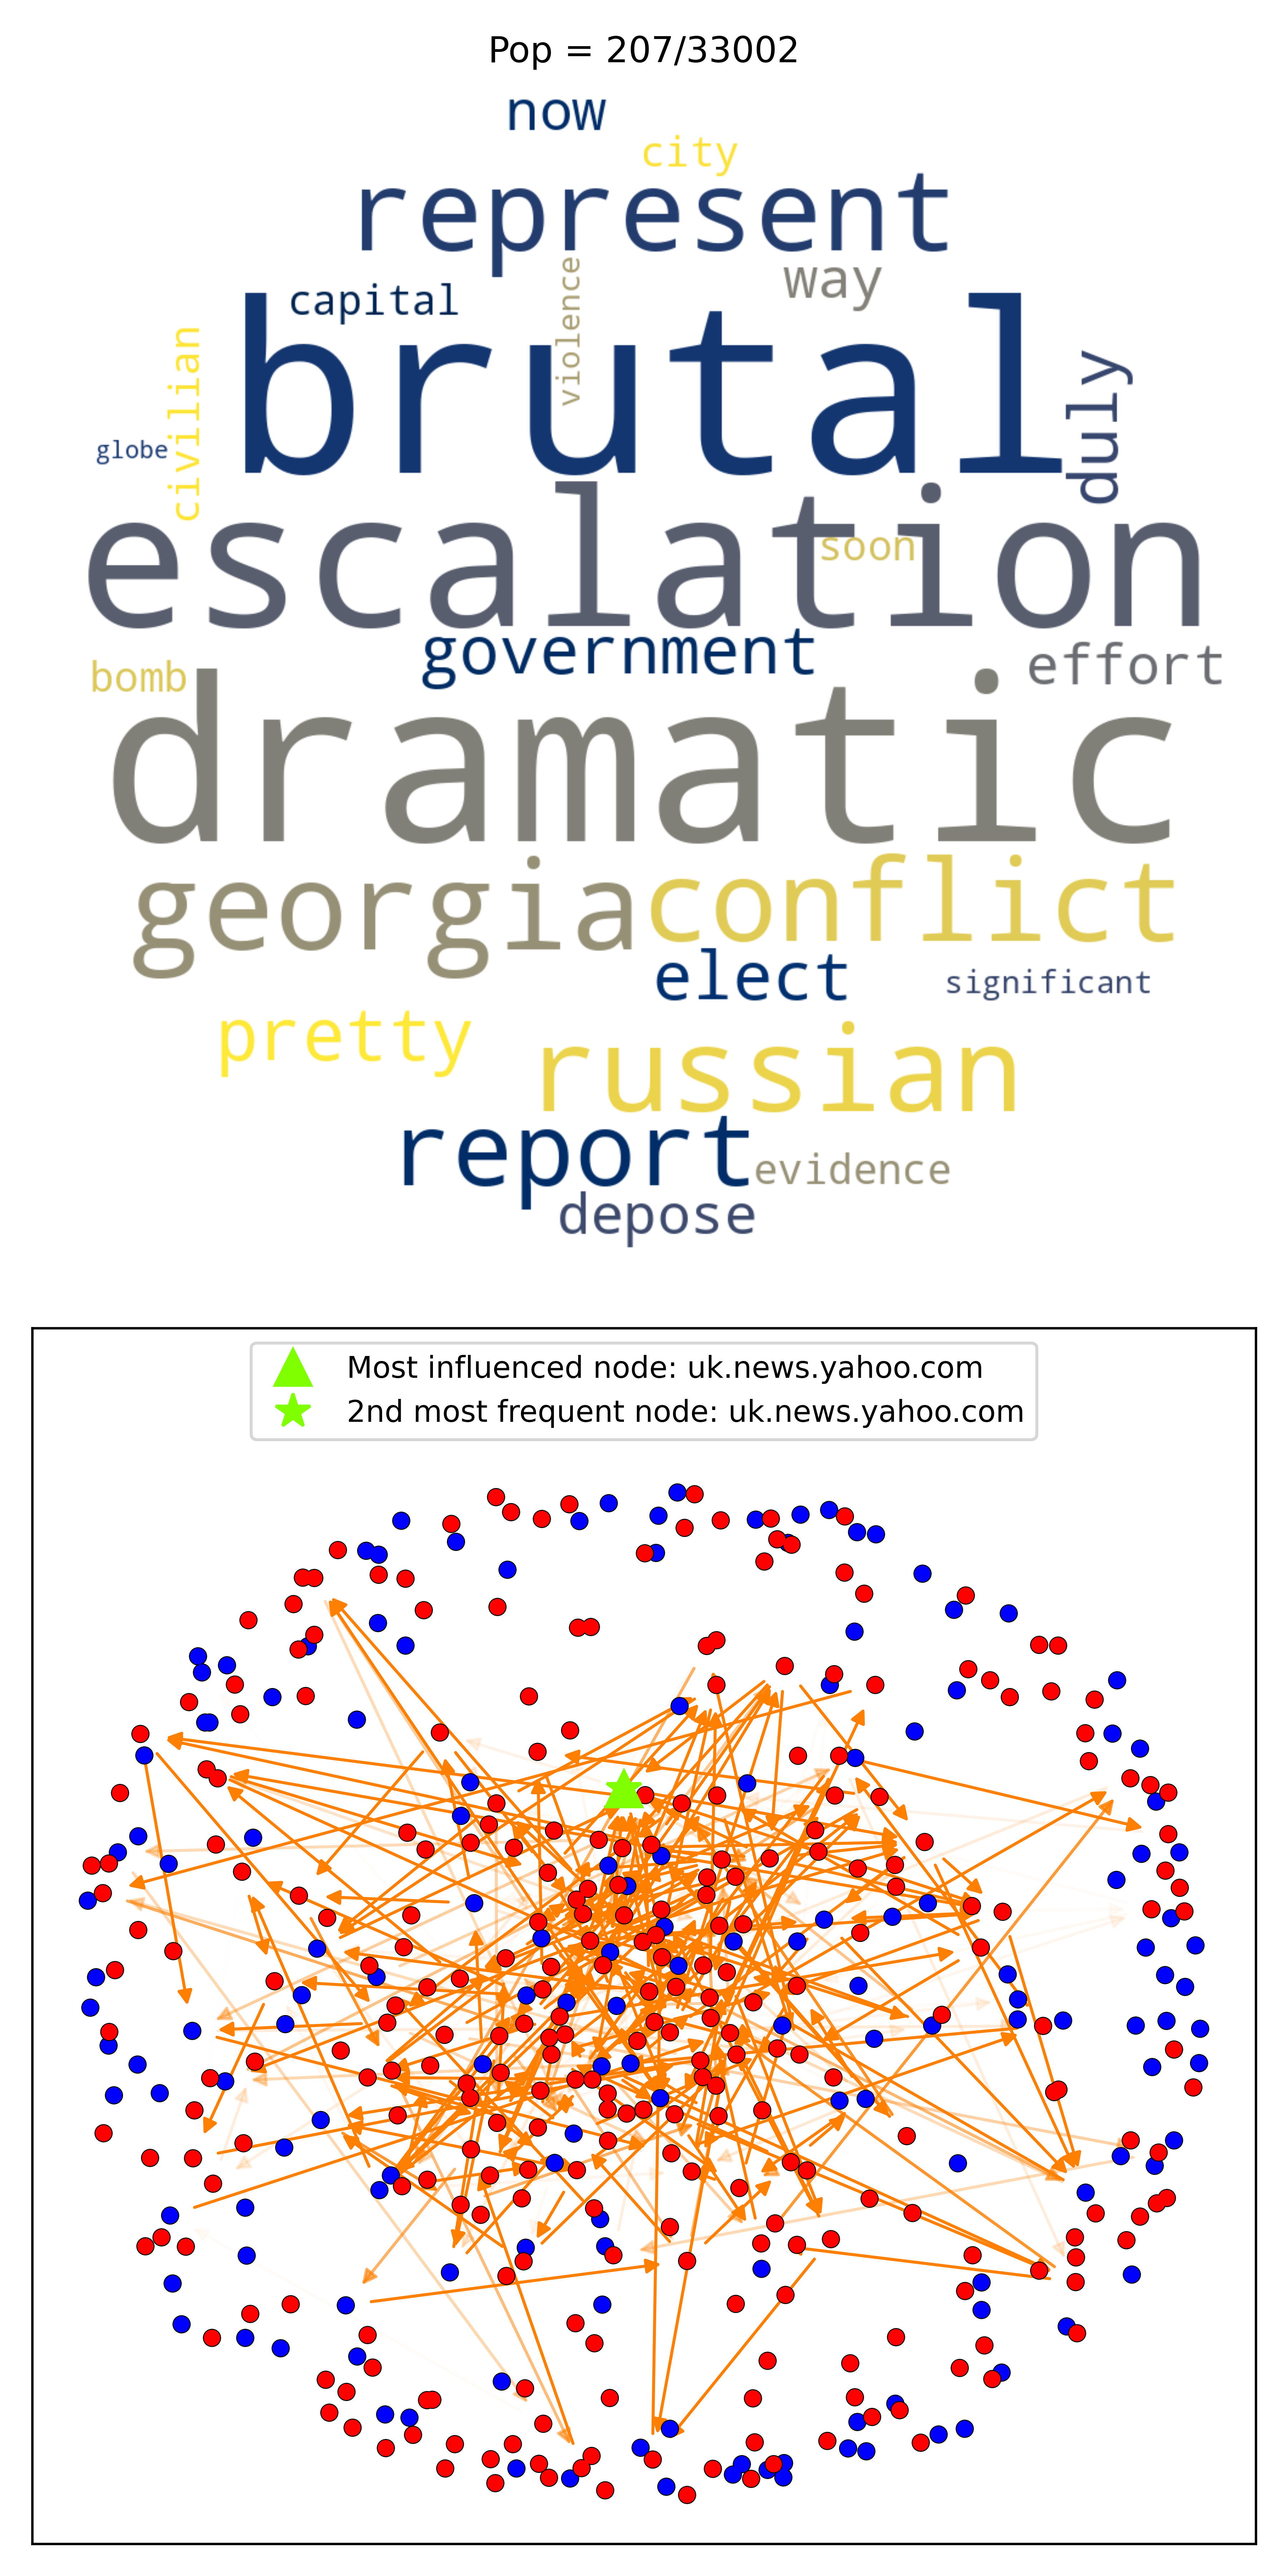 Pop = 207/33002
now
city
represent
way
capital
violence
civilian
brutal
duly
globe
escalation
soon
government
effort
bomb
dramatic
georgia
conflict
elect
significant
pretty
russian
report
evidence
depose
Most influenced node: uk.news.yahoo.com
2nd most frequent node: uk.news.yahoo.com